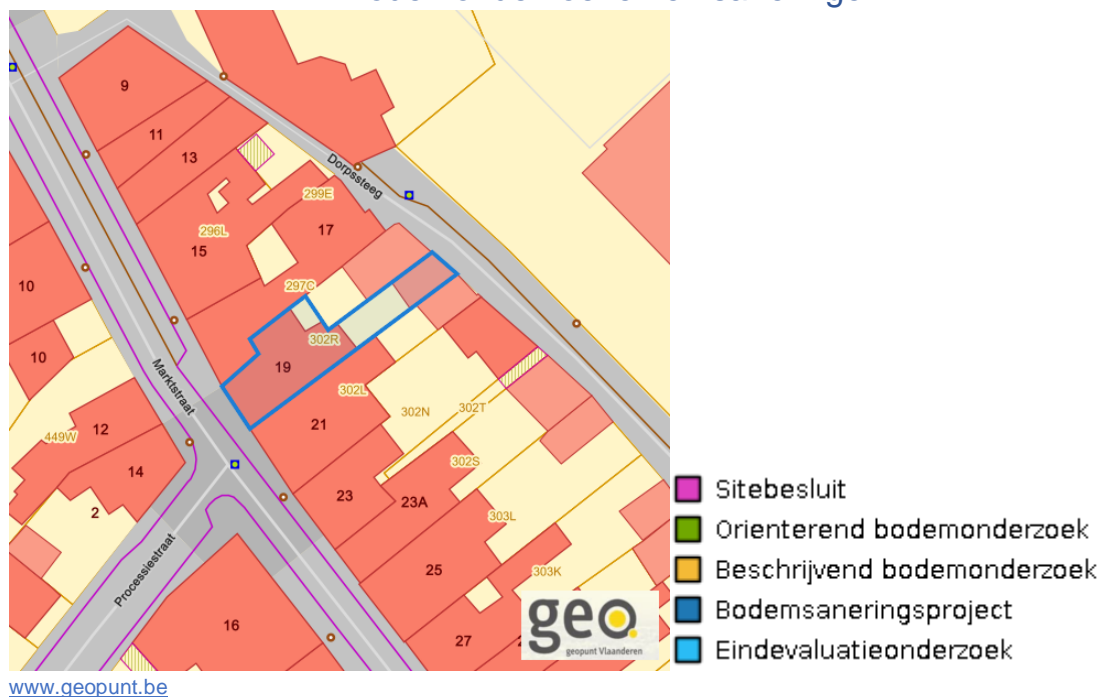 9
11
13
Dorpssteeg
299E
296L
17
15
10
297C
302R
10
19
Marktstraat
302L
12
302N
302T
21
449W
14
302S
23
23A
2
303L
Processiestraat
25
303K
16
27
geo
geopunt Vlaanderen
Sitebesluit
Orienterend bodemonderzoek
Beschrijvend bodemonderzoek
Bodemsaneringsproject
Eindevaluatieonderzoek
www.geopunt.be